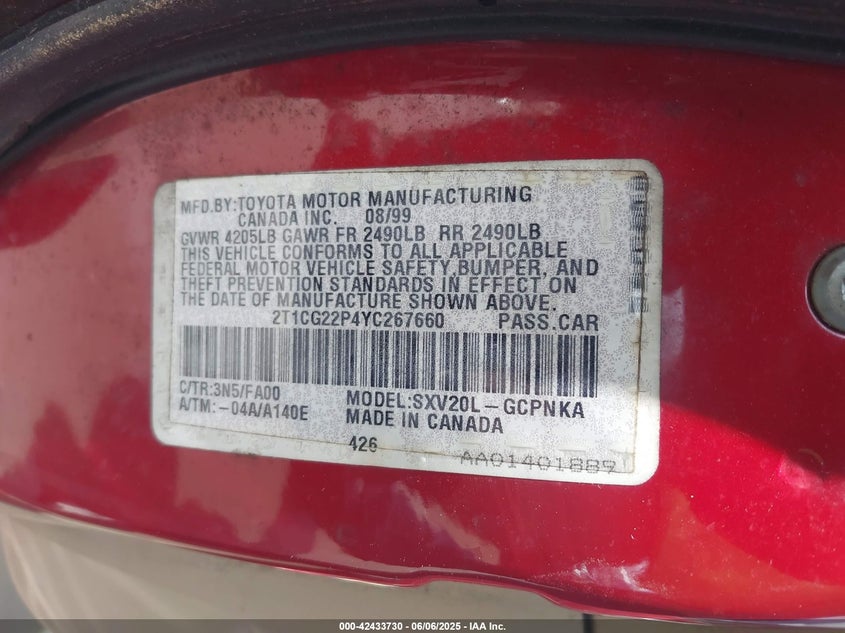 MFD.BY:TOYOTA MOTOR MANUFACTURING
CANADA INC. 08/99
GVWR 4205LB GAWR FR 2490LB RR 2490LB
THIS VEHICLE CONFORMS TO ALL APPLICABLE
FEDERAL MOTOR VEHICLE SAFETY,BUMPER, AND
THEFT PREVENTION STANDARDS IN EFFECT ON
THE DATE OF MANUFACTURE SHOWN ABOVE.
2T1CG22P4YC267660 PASS.CAR
C/TR:3N5/FA00 MODEL:SXV20L-GCPNKA
A/TM:-04A/A140E MADE IN CANADA
426
AA01401889
000-42433730 - 06/06/2025 - IAA Inc.